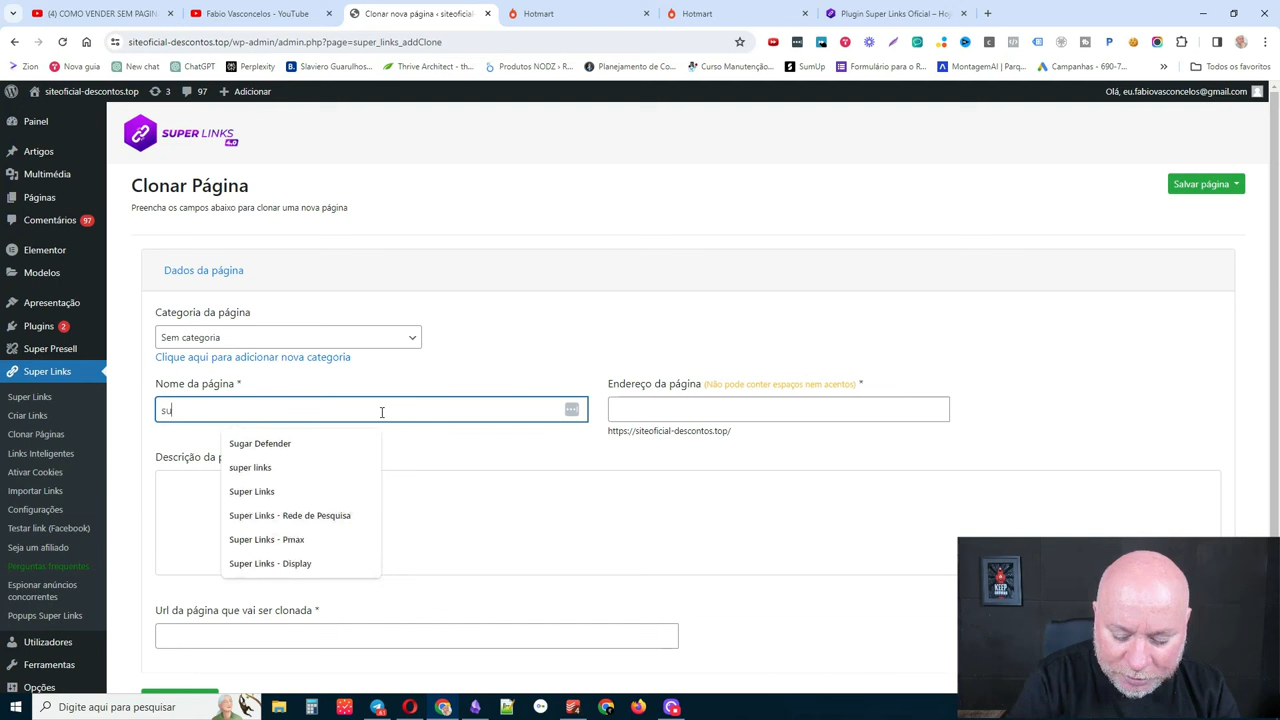 (4) COMO VENDER SEM PAGINA
Fabio Vasconcelos - YouTube
Clonar nova página ‹ siteoficial
Hotmart
Hotmart
Plugin Super Links Oficial – Ho
siteoficial-descontos.top/wp-admin/admin.php?page=super_links_addClone
Zion
Nova guia
New chat
ChatGPT
Perplexity
Slaviero Guarulhos...
Thrive Architect - th...
Produtos NODZ › R...
Planejamento de Co...
Curso Manutenção...
SumUp
Formulário para o R...
MontagemAI | Parq...
Campanhas - 690-7...
»
Todos os favoritos
siteoficial-descontos.top
3
97
+ Adicionar
Olá, eu.fabiovasconcelos@gmail.com
Painel
Artigos
Multimédia
Páginas
Comentários 97
Elementor
Modelos
Apresentação
Plugins 2
Super Presell
Super Links
Super Links
Criar Links
Clonar Páginas
Links Inteligentes
Ativar Cookies
Importar Links
Configurações
Testar link (Facebook)
Seja um afiliado
Perguntas frequentes
Espionar anúncios
concorrentes
Popups Super Links
Utilizadores
Ferramentas
Opções
SUPER LINKS
4.0
Clonar Página
Salvar página
Preencha os campos abaixo para clonar uma nova página
Dados da página
Categoria da página
Sem categoria
Clique aqui para adicionar nova categoria
Nome da página *
Endereço da página (Não pode conter espaços nem acentos) *
su
https://siteoficial-descontos.top/
Sugar Defender
Descrição da p
super links
Super Links
Super Links - Rede de Pesquisa
Super Links - Pmax
Super Links - Display
Url da página que vai ser clonada *
KEEP
Digite aqui para pesquisar